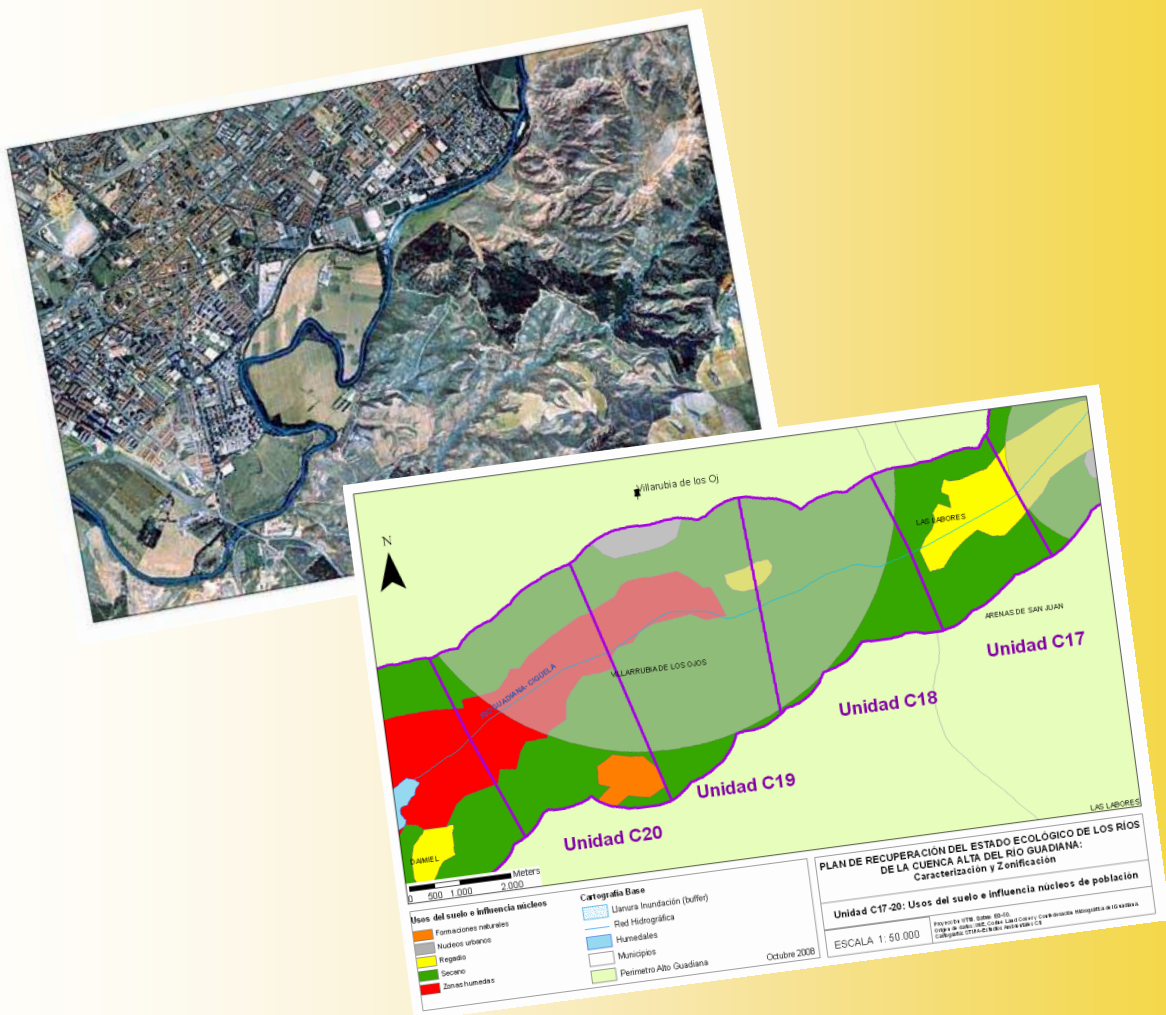 Villarubia de los Oj
N
LAS LABORES
ARENAS DE SAN JUAN
Unidad C17
VILLARRUBIA DE LOS OJOS
RIO GUADIANA- CIGÜELA
Unidad C18
Unidad C19
Unidad C20
LAS LABORES
DAIMIEL
Meters
0 500 1.000 2.000
Usos del suelo e influencia núcleos
Formaciones naturales
Nucleos urbanos
Regadio
Secano
Zonas humedas
Cartografía Base
Llanura Inundación (buffer)
Red Hidrográfica
Humedales
Municipios
Perimetro Alto Guadiana
Octubre 2008
PLAN DE RECUPERACIÓN DEL ESTADO ECOLÓGICO DE LOS RÍOS
DE LA CUENCA ALTA DEL RÍO GUADIANA:
Caracterización y Zonificación
Unidad C17-20: Usos del suelo e influencia núcleos de población
ESCALA 1: 50.000